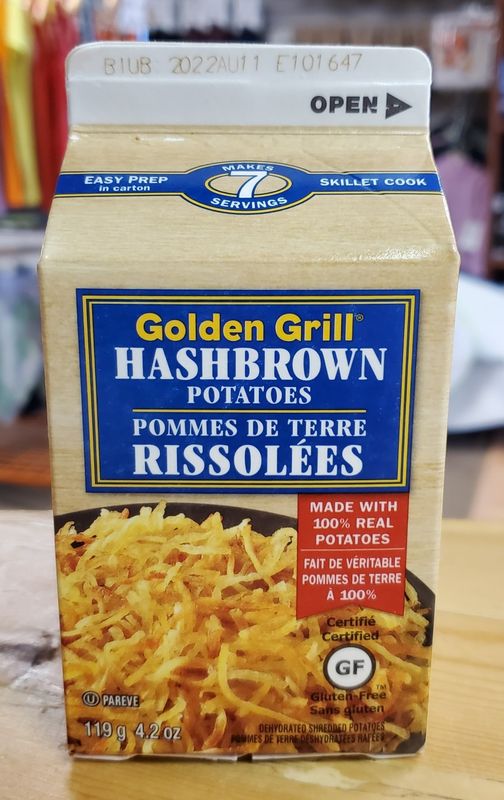 BIUB 2022AU11 E101647
OPEN
EASY PREP
in carton
MAKES
7
SERVINGS
SKILLET COOK
Golden Grill®
HASHBROWN
POTATOES
POMMES DE TERRE
RISSOLÉES
MADE WITH
100% REAL
POTATOES
FAIT DE VÉRITABLE
POMMES DE TERRE
À 100%
Certifié
Certified
GF
Gluten-Free™
Sans gluten
U PAREVE
119 g 4.2 oz
DEHYDRATED SHREDDED POTATOES
POMMES DE TERRE DÉSHYDRATÉES RÂPÉES